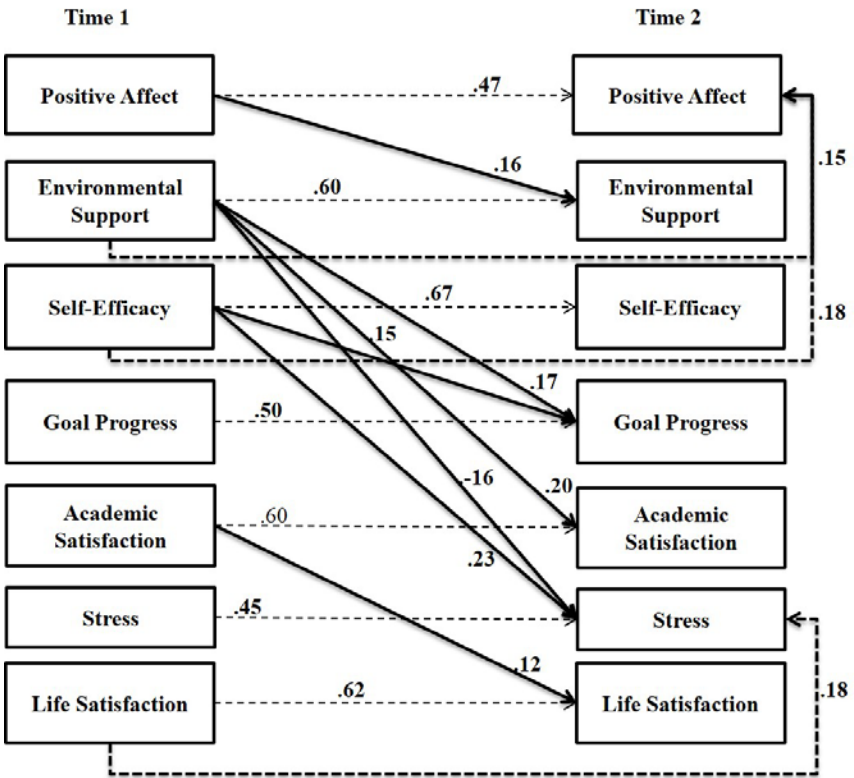 Time 1
Time 2
Positive Affect
.47
Positive Affect
.15
.16
Environmental
Support
.60
Environmental
Support
Self-Efficacy
.67
Self-Efficacy
.18
.15
.17
Goal Progress
.50
Goal Progress
-.16
.20
Academic
Satisfaction
.60
Academic
Satisfaction
.23
Stress
.45
Stress
.12
Life Satisfaction
.62
Life Satisfaction
.18